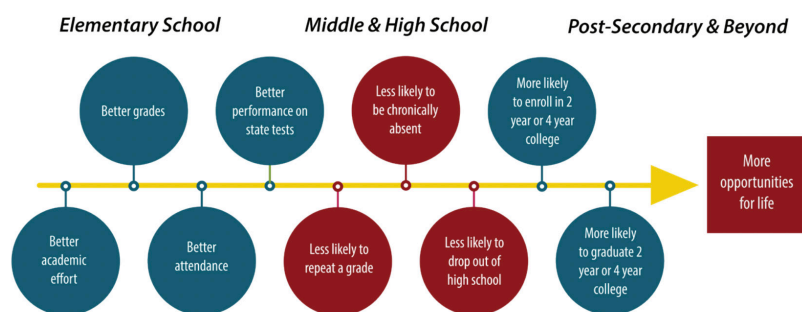 Elementary School
Middle & High School
Post-Secondary & Beyond
Better academic
effort
Better grades
Better
attendance
Better
performance on
state tests
Less likely to
repeat a grade
Less likely to
be chronically
absent
Less likely to
drop out of
high school
More likely
to enroll in 2
year or 4 year
college
More likely
to graduate 2
year or 4 year
college
More
opportunities
for life